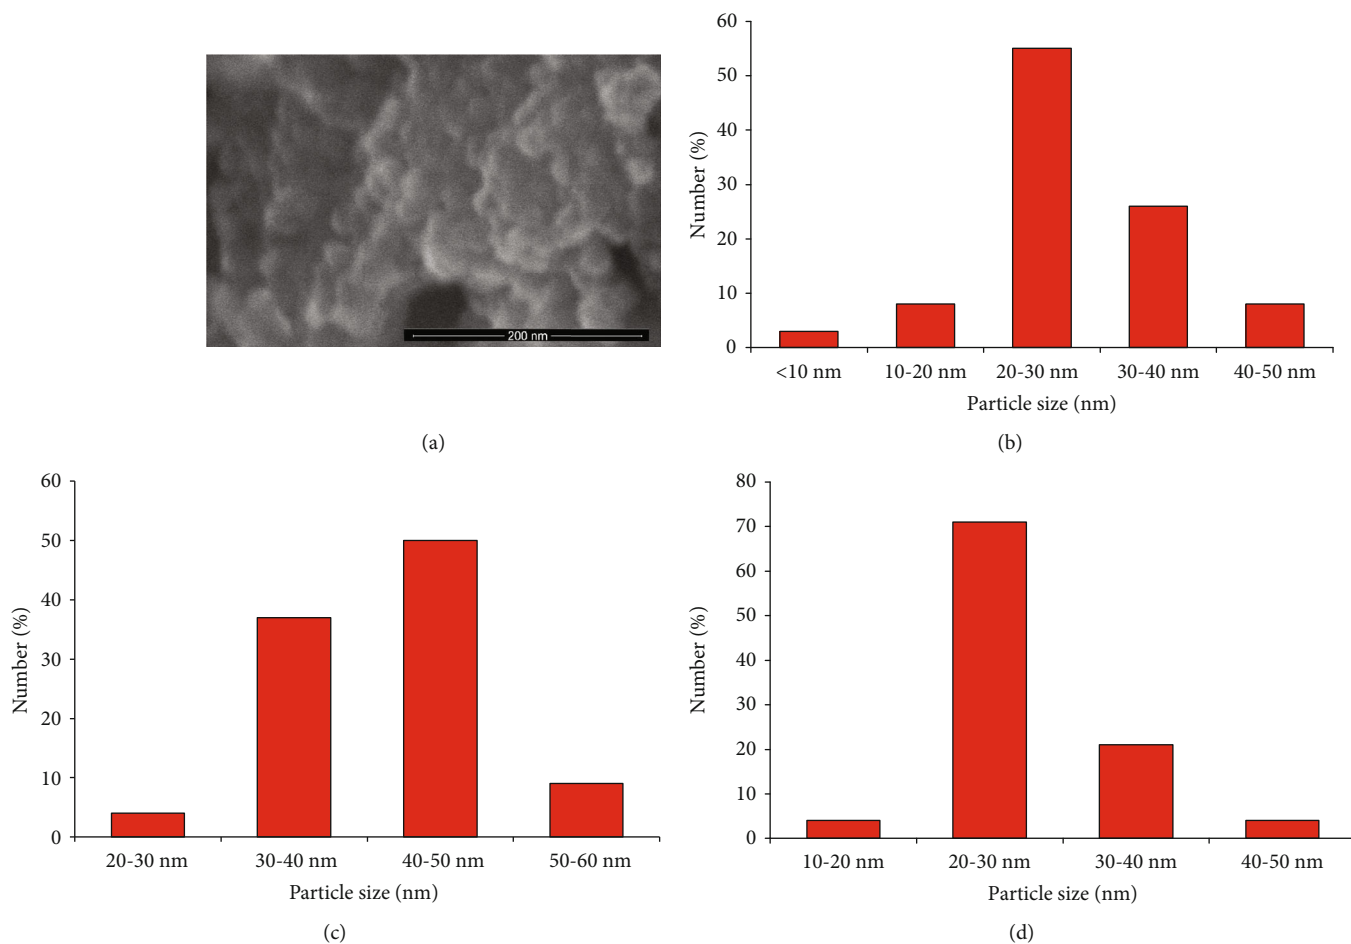 200 nm
(a)
60
50
40
30
20
10
0
Number (%)
<10 nm 10-20 nm 20-30 nm 30-40 nm 40-50 nm
Particle size (nm)
(b)
60
50
40
30
20
10
0
Number (%)
20-30 nm 30-40 nm 40-50 nm 50-60 nm
Particle size (nm)
(c)
80
70
60
50
40
30
20
10
0
Number (%)
10-20 nm 20-30 nm 30-40 nm 40-50 nm
Particle size (nm)
(d)